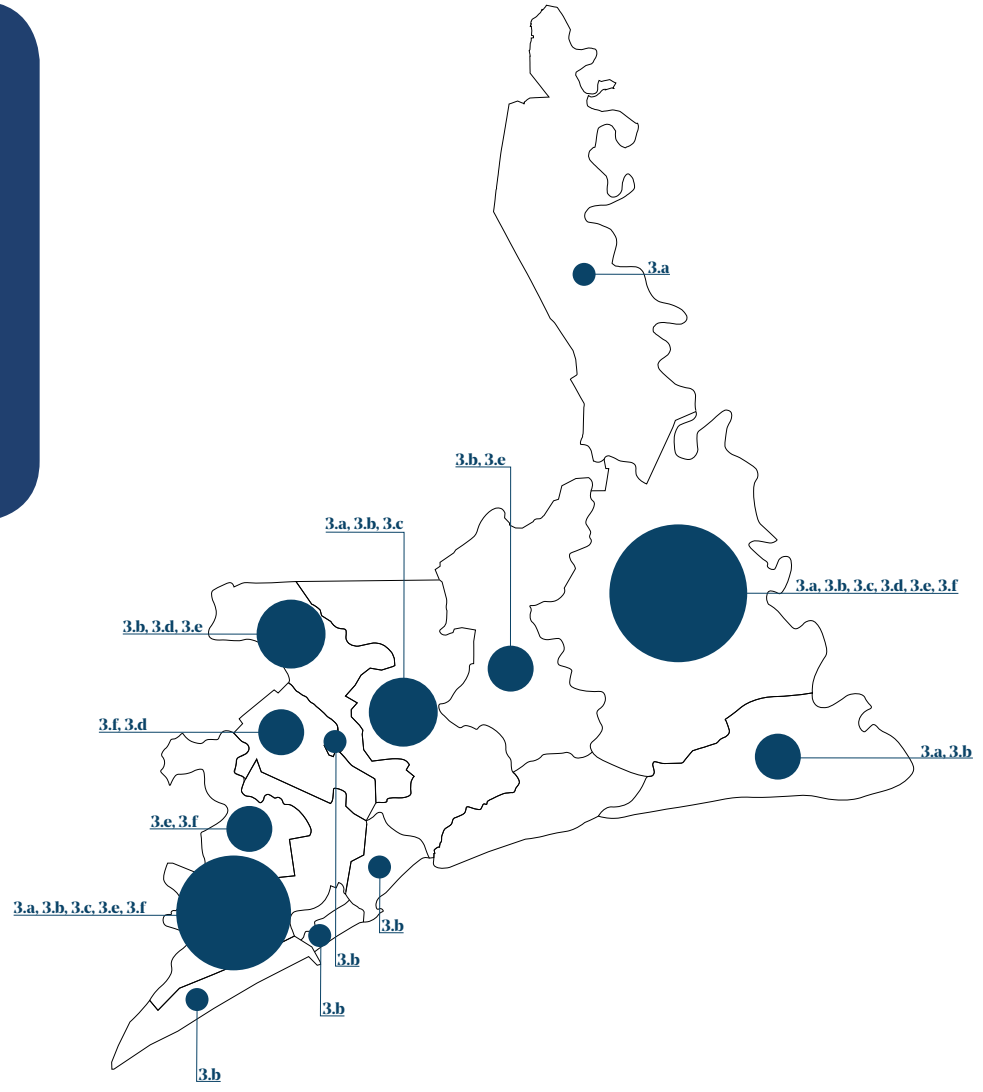 3.a
3.b, 3.e
3.a, 3.b, 3.c
3.a, 3.b, 3.c, 3.d, 3.e, 3.f
3.b, 3.d, 3.e
3.f, 3.d
3.a, 3.b
3.e, 3.f
3.a, 3.b, 3.c, 3.e, 3.f
3.b
3.b
3.b
3.b